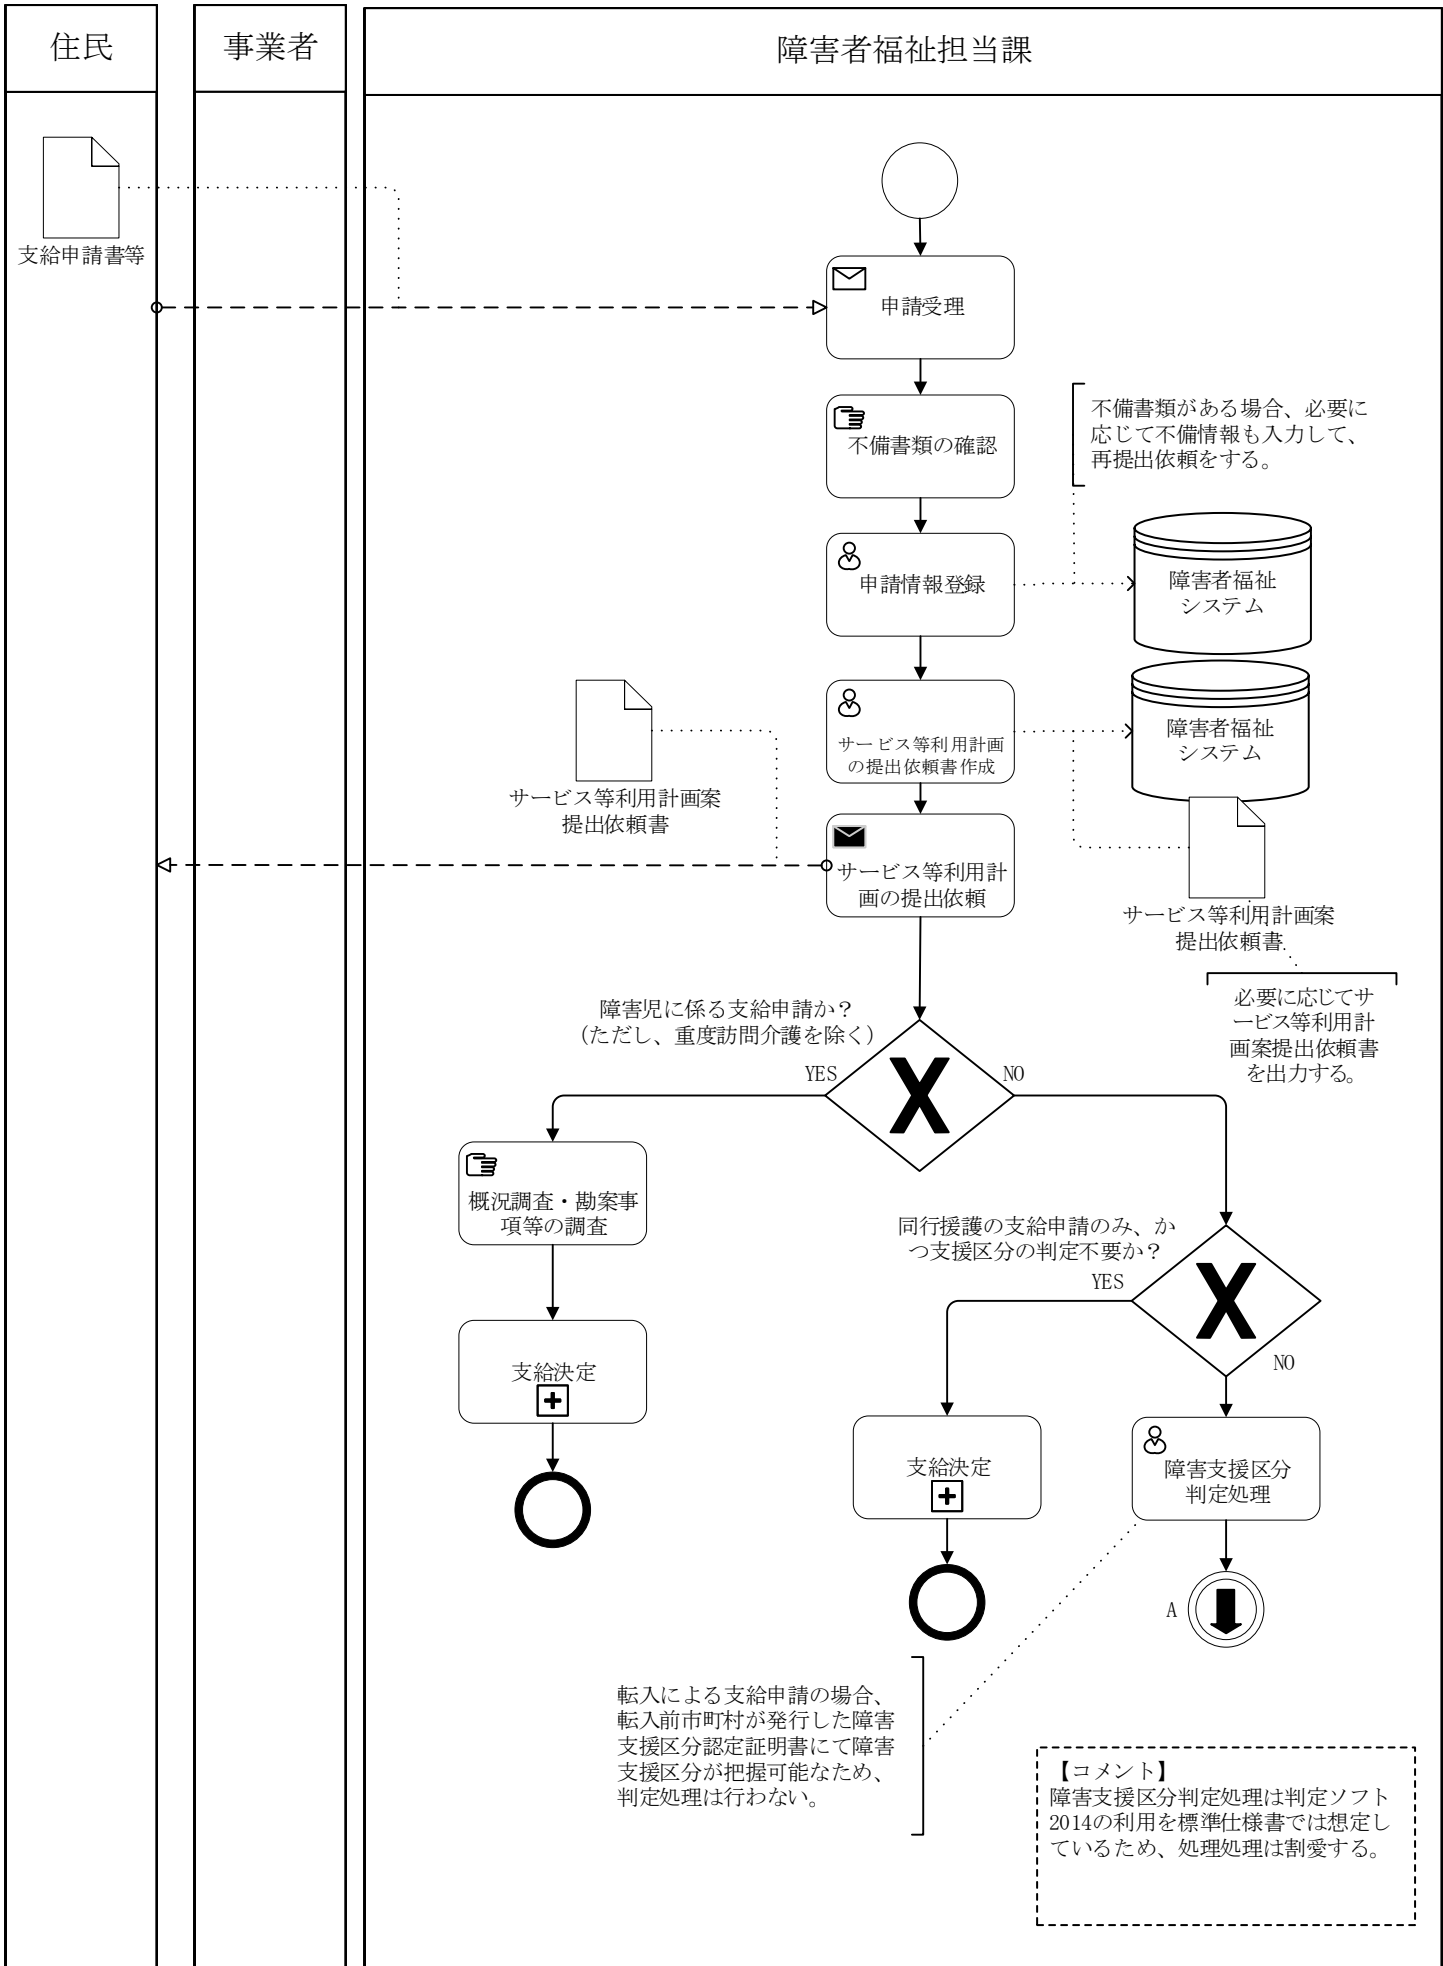 住民
事業者
障害者福祉担当課
支給申請書等
申請受理
不備書類の確認
不備書類がある場合、必要に
応じて不備情報も入力して、
再提出依頼をする。
申請情報登録
障害者福祉
システム
サービス等利用計画
の提出依頼書作成
障害者福祉
システム
サービス等利用計画案
提出依頼書
サービス等利用計
画の提出依頼
サービス等利用計画案
提出依頼書
必要に応じてサ
ービス等利用計
画案提出依頼書
を出力する。
障害児に係る支給申請か？
（ただし、重度訪問介護を除く）
YES
NO
概況調査・勘案事
項等の調査
同行援護の支給申請のみ、か
つ支援区分の判定不要か？
YES
NO
支給決定
支給決定
障害支援区分
判定処理
A
転入による支給申請の場合、
転入前市町村が発行した障害
支援区分認定証明書にて障害
支援区分が把握可能なため、
判定処理は行わない。
【コメント】
障害支援区分判定処理は判定ソフト
2014の利用を標準仕様書では想定し
ているため、処理処理は割愛する。